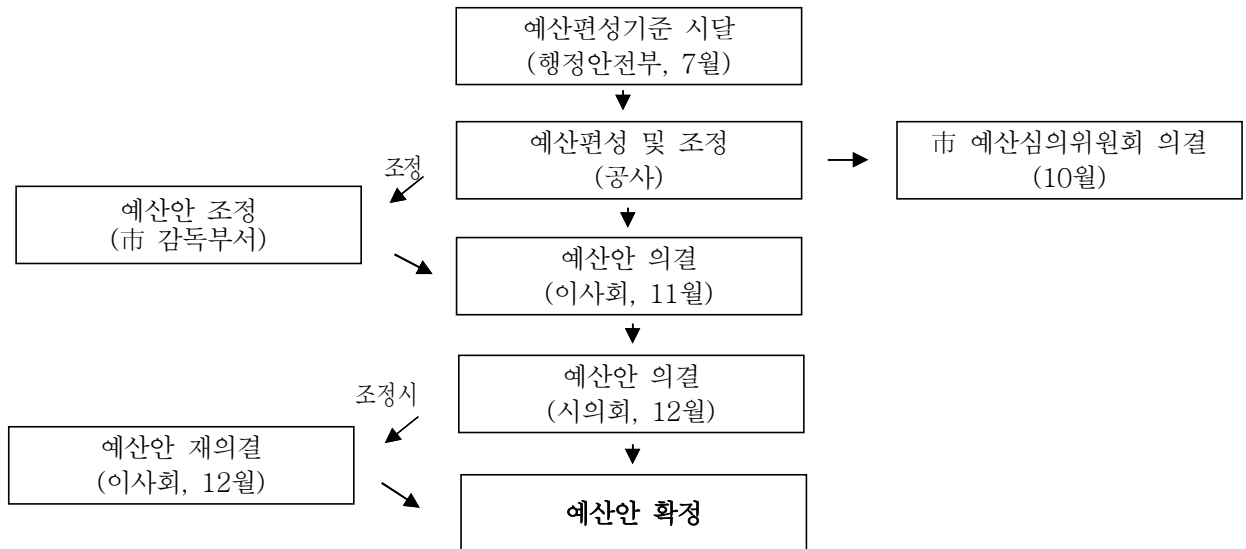 예산편성기준 시달
(행정안전부, 7월)
예산편성 및 조정
(공사)
市 예산심의위원회 의결
(10월)
조정
예산안 조정
(市 감독부서)
예산안 의결
(이사회, 11월)
예산안 의결
(시의회, 12월)
조정시
예산안 재의결
(이사회, 12월)
예산안 확정